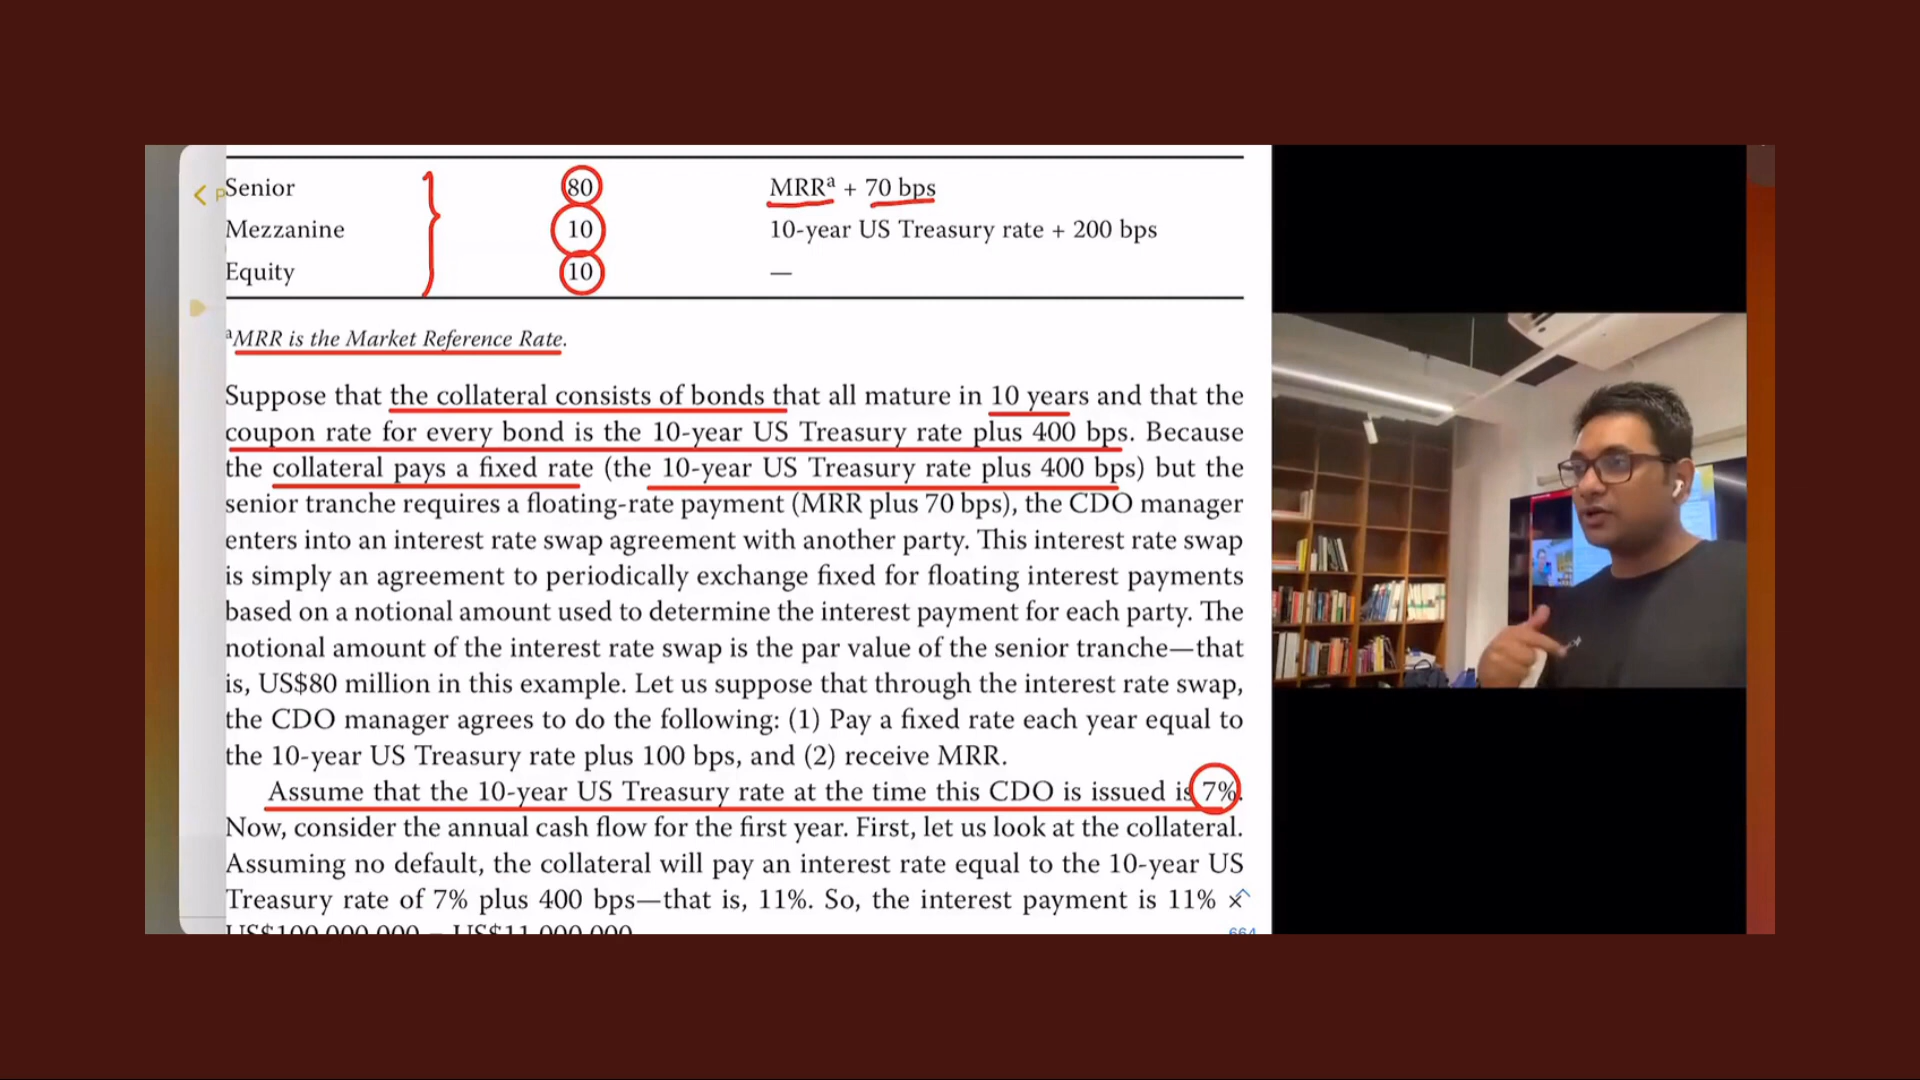 Senior 80 MRRª + 70 bps
Mezzanine 10 10-year US Treasury rate + 200 bps
Equity 10 —
ªMRR is the Market Reference Rate.
Suppose that the collateral consists of bonds that all mature in 10 years and that the
coupon rate for every bond is the 10-year US Treasury rate plus 400 bps. Because
the collateral pays a fixed rate (the 10-year US Treasury rate plus 400 bps) but the
senior tranche requires a floating-rate payment (MRR plus 70 bps), the CDO manager
enters into an interest rate swap agreement with another party. This interest rate swap
is simply an agreement to periodically exchange fixed for floating interest payments
based on a notional amount used to determine the interest payment for each party. The
notional amount of the interest rate swap is the par value of the senior tranche—that
is, US$80 million in this example. Let us suppose that through the interest rate swap,
the CDO manager agrees to do the following: (1) Pay a fixed rate each year equal to
the 10-year US Treasury rate plus 100 bps, and (2) receive MRR.
Assume that the 10-year US Treasury rate at the time this CDO is issued is 7%.
Now, consider the annual cash flow for the first year. First, let us look at the collateral.
Assuming no default, the collateral will pay an interest rate equal to the 10-year US
Treasury rate of 7% plus 400 bps—that is, 11%. So, the interest payment is 11% ×
US$100,000,000 = US$11,000,000
664